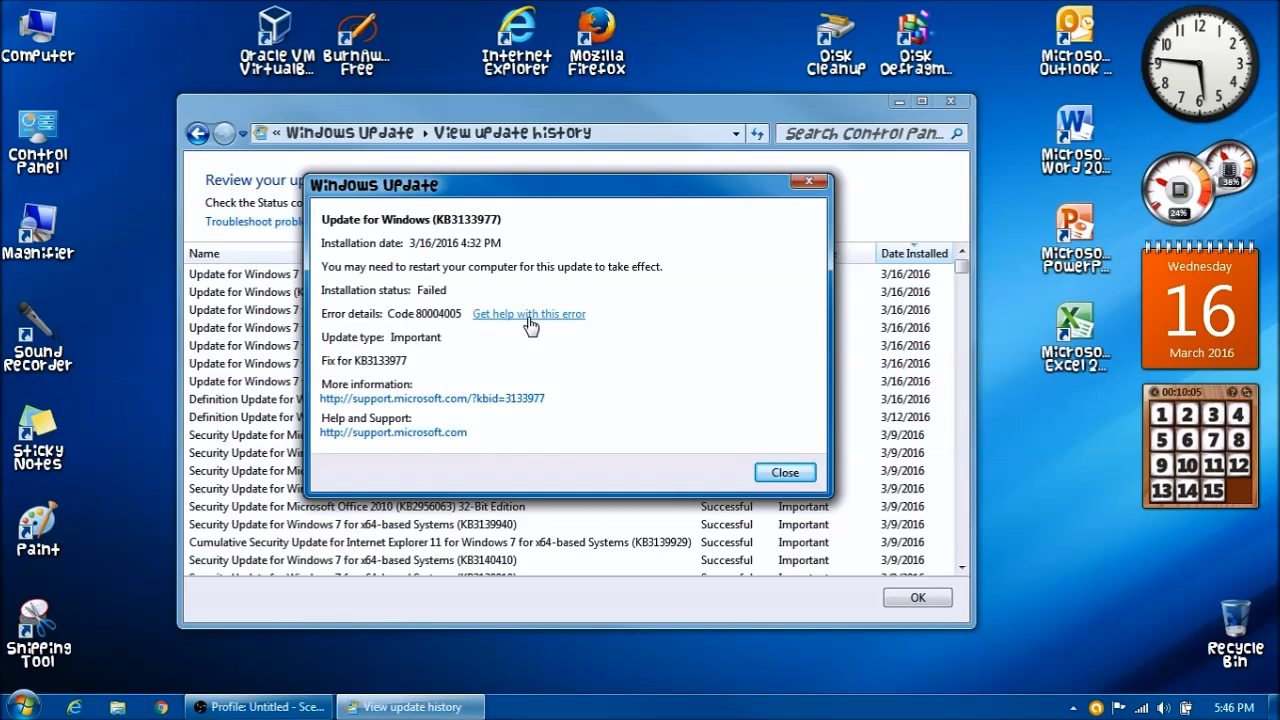 Computer
Oracle VM
VirtualB...
BurnAw...
Free
Internet
Explorer
Mozilla
Firefox
Disk
Cleanup
Disk
Defragm...
Microso...
Outlook ...
12
11
1
10
2
9
3
8
4
7
5
6
Control
Panel
« Windows Update
View update history
Search Control Pan...
Microso...
Word 20...
38%
24%
Review your up
Check the Status co
Troubleshoot proble
Windows Update
Update for Windows (KB3133977)
Installation date: 3/16/2016 4:32 PM
You may need to restart your computer for this update to take effect.
Installation status: Failed
Error details: Code 80004005 Get help with this error
Update type: Important
Fix for KB3133977
More information:
http://support.microsoft.com/?kbid=3133977
Help and Support:
http://support.microsoft.com
Close
Magnifier
Microso...
PowerP...
Wednesday
16
March 2016
Name
Date Installed
Update for Windows 7 3/16/2016
Update for Windows (K 3/16/2016
Update for Windows 7 3/16/2016
Update for Windows 7 3/16/2016
Update for Windows 7 3/16/2016
Update for Windows 7 3/16/2016
Update for Windows 7 3/16/2016
Definition Update for W 3/16/2016
Definition Update for W 3/12/2016
Security Update for Mi 3/9/2016
Security Update for Win 3/9/2016
Security Update for Mi 3/9/2016
Security Update for Win 3/9/2016
Security Update for Microsoft Office 2010 (KB2956063) 32-Bit Edition Successful Important 3/9/2016
Security Update for Windows 7 for x64-based Systems (KB3139940) Successful Important 3/9/2016
Cumulative Security Update for Internet Explorer 11 for Windows 7 for x64-based Systems (KB3139929) Successful Important 3/9/2016
Security Update for Windows 7 for x64-based Systems (KB3140410) Successful Important 3/9/2016
OK
Sound
Recorder
Microso...
Excel 2...
00:10:05
1 2 3 4
5 6 7 8
9 10 11 12
13 14 15
Sticky
Notes
Paint
Snipping
Tool
Recycle
Bin
Profile: Untitled - Sce...
View update history
5:46 PM